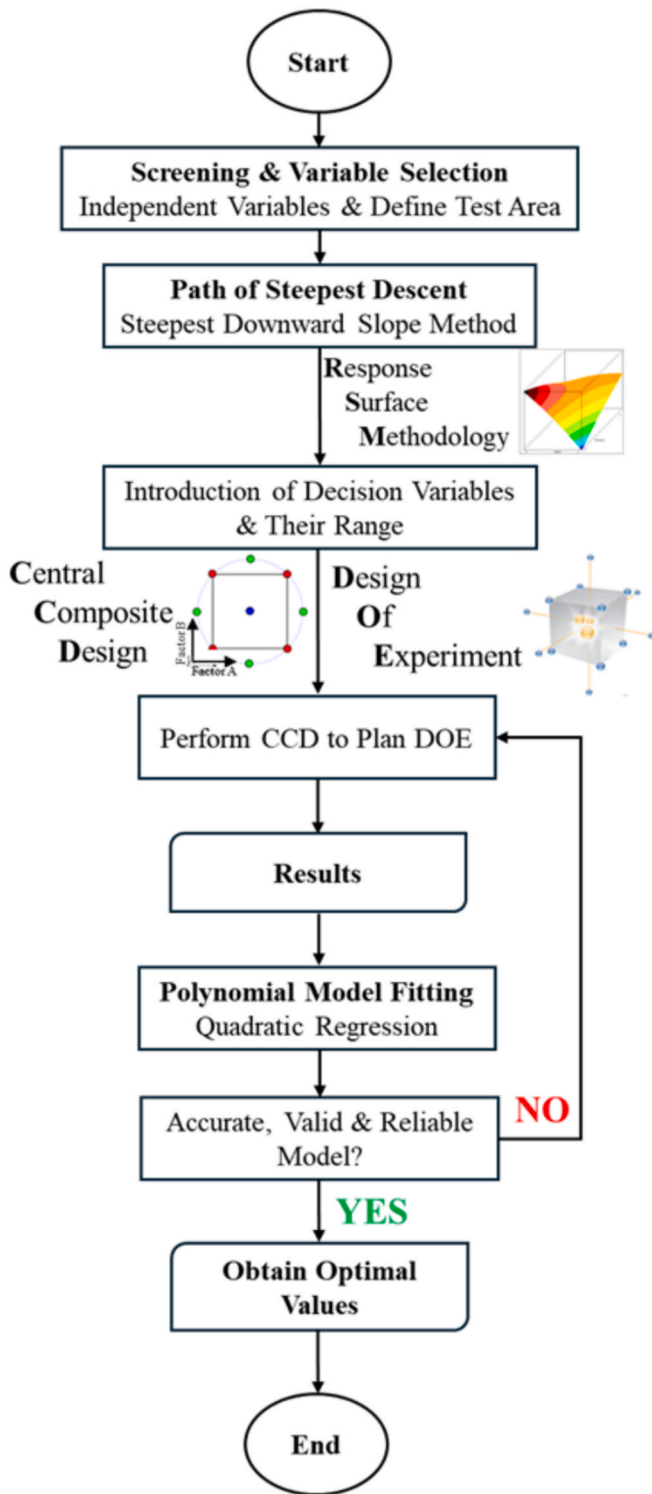 Start
Screening & Variable Selection
Independent Variables & Define Test Area
Path of Steepest Descent
Steepest Downward Slope Method
Response
Surface
Methodology
Introduction of Decision Variables
& Their Range
Central
Composite
Design
Factor B
Factor A
Design
Of
Experiment
Perform CCD to Plan DOE
Results
Polynomial Model Fitting
Quadratic Regression
Accurate, Valid & Reliable
Model?
NO
YES
Obtain Optimal
Values
End